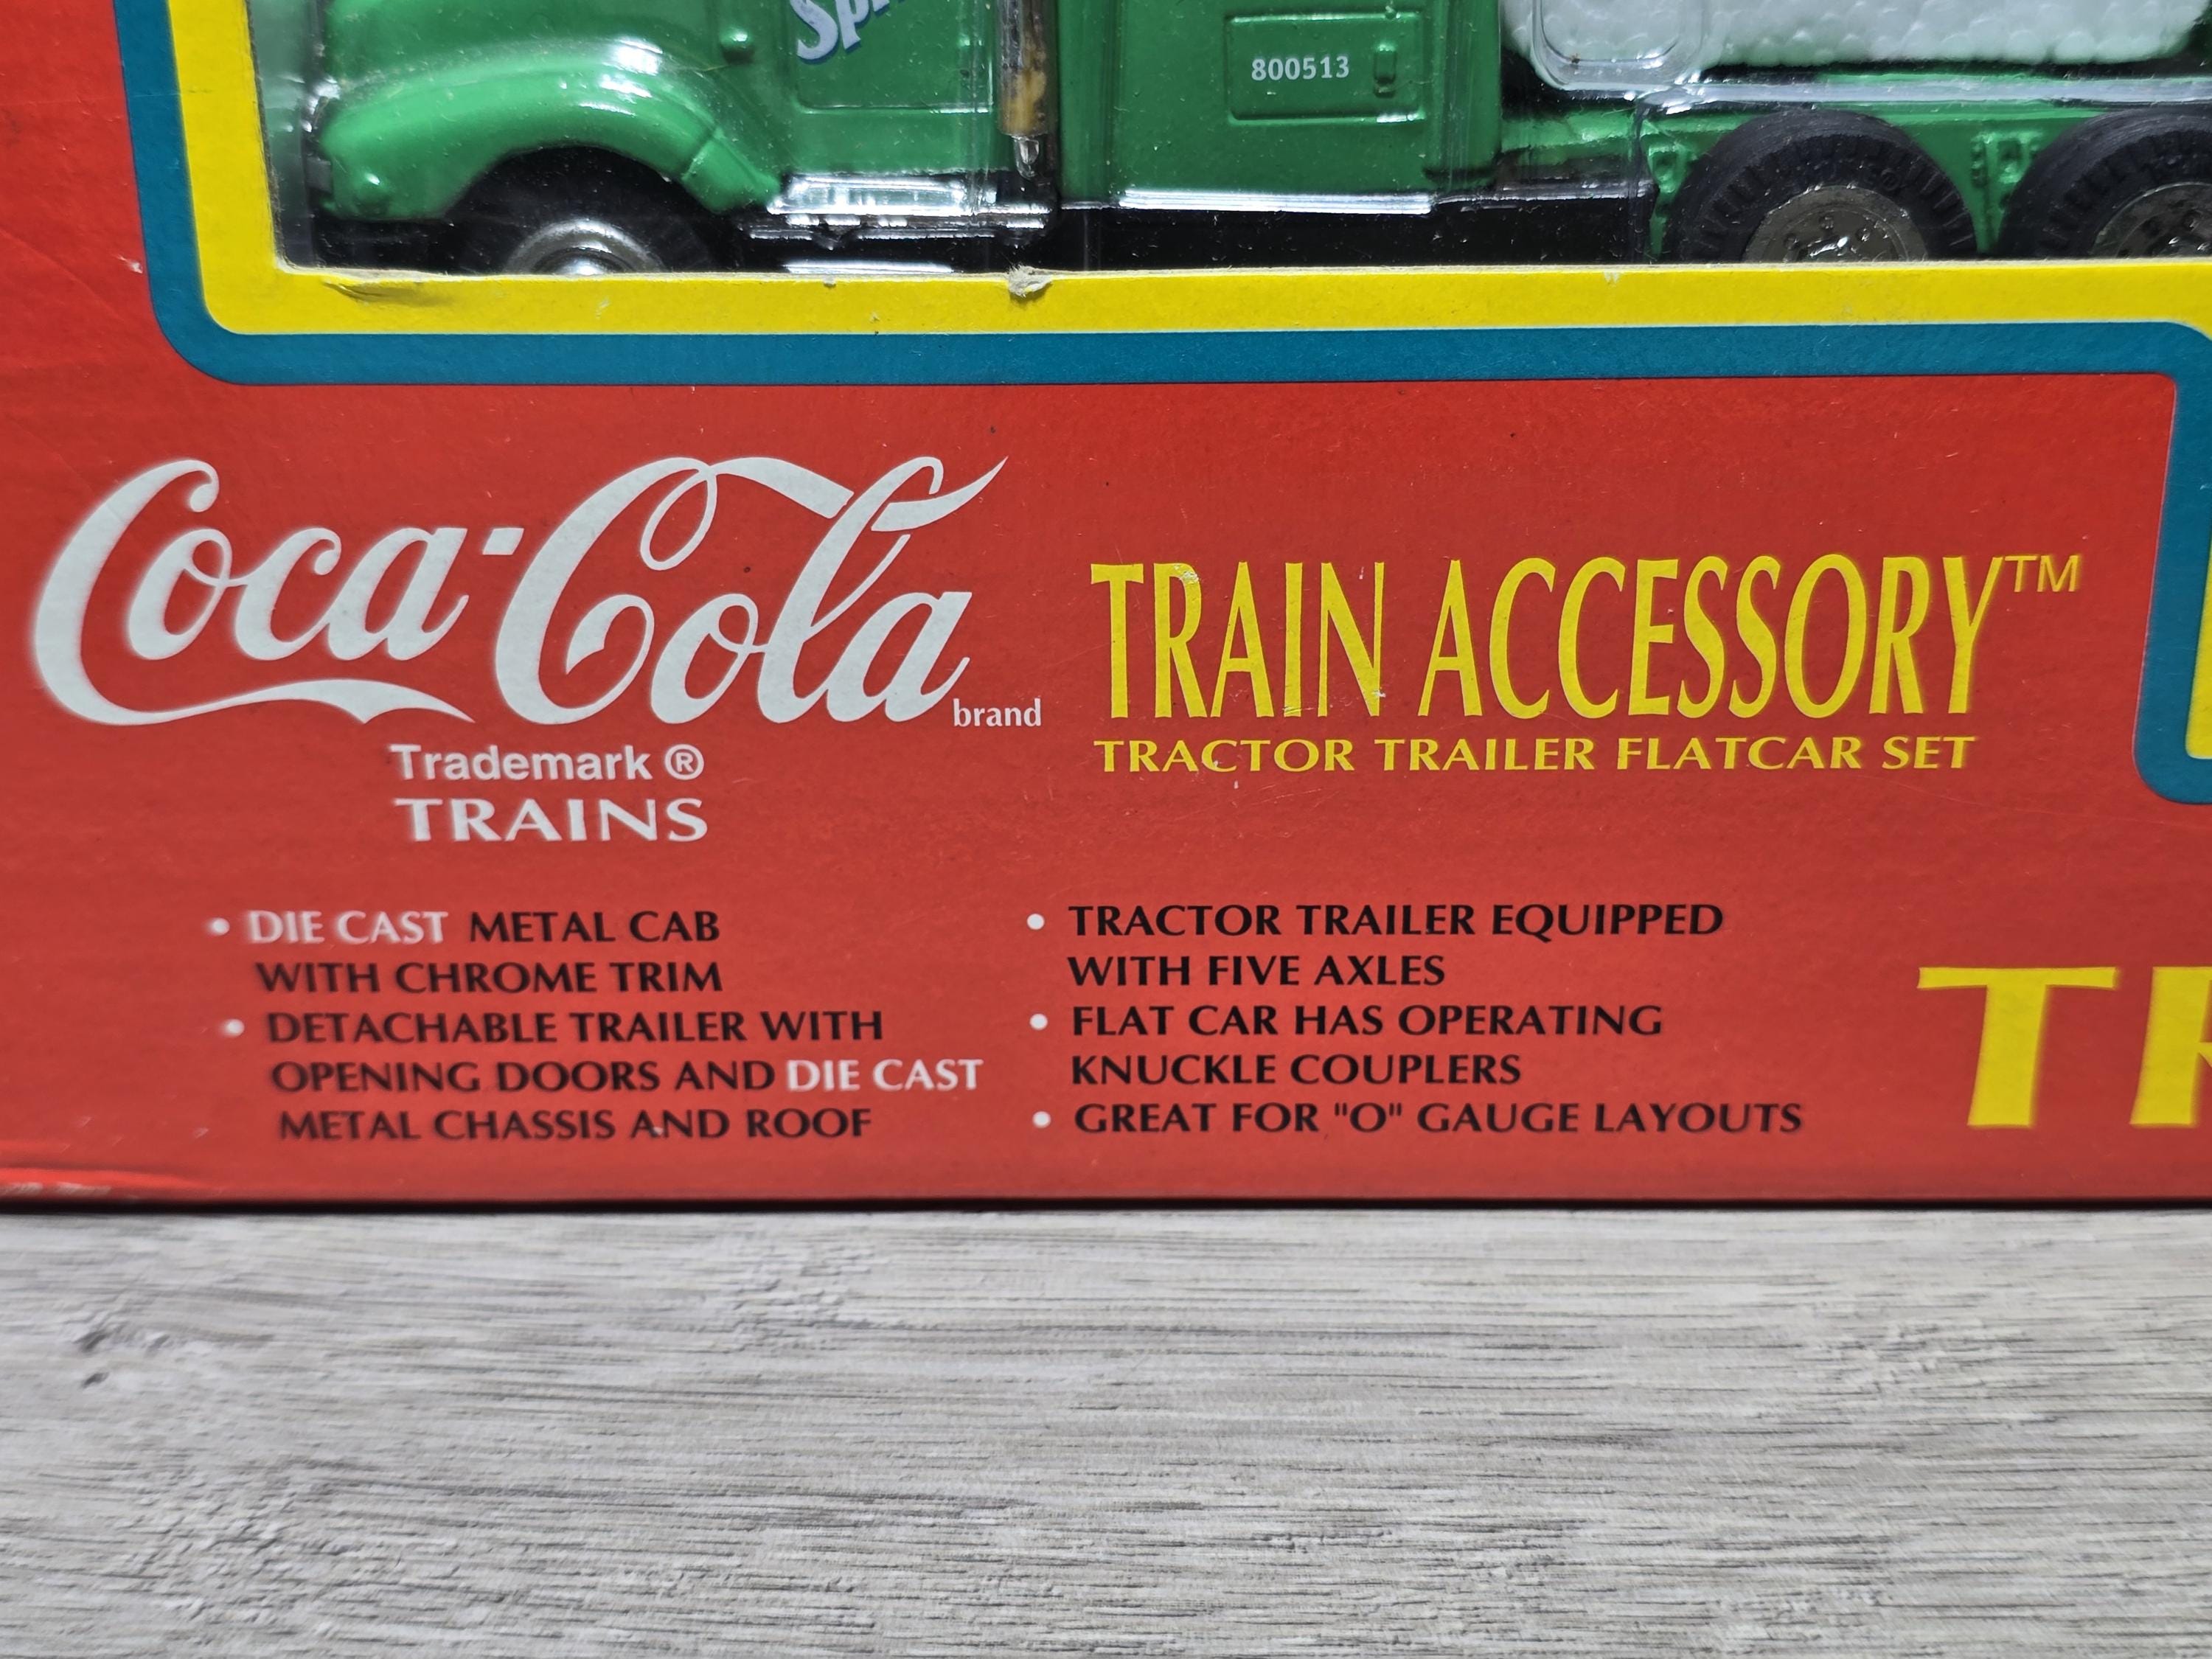 800513
Coca-Cola brand
Trademark ®
TRAINS
TRAIN ACCESSORY™
TRACTOR TRAILER FLATCAR SET
• DIE CAST METAL CAB
WITH CHROME TRIM
• DETACHABLE TRAILER WITH
OPENING DOORS AND DIE CAST
METAL CHASSIS AND ROOF
• TRACTOR TRAILER EQUIPPED
WITH FIVE AXLES
• FLAT CAR HAS OPERATING
KNUCKLE COUPLERS
• GREAT FOR "O" GAUGE LAYOUTS